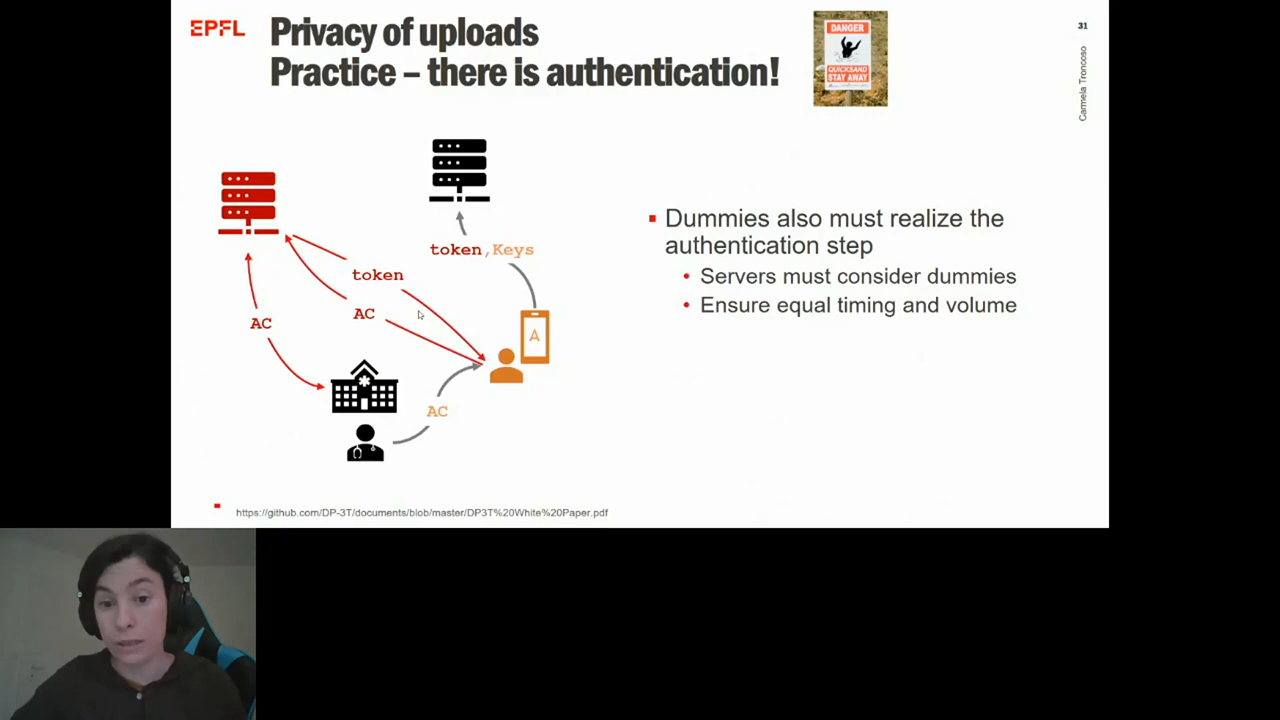 EPFL
Privacy of uploads
Practice – there is authentication!
DANGER
QUICKSAND
STAY AWAY
31
Carmela Troncoso
token,Keys
token
AC
AC
A
AC
▪ Dummies also must realize the
authentication step
• Servers must consider dummies
• Ensure equal timing and volume
https://github.com/DP-3T/documents/blob/master/DP3T%20White%20Paper.pdf